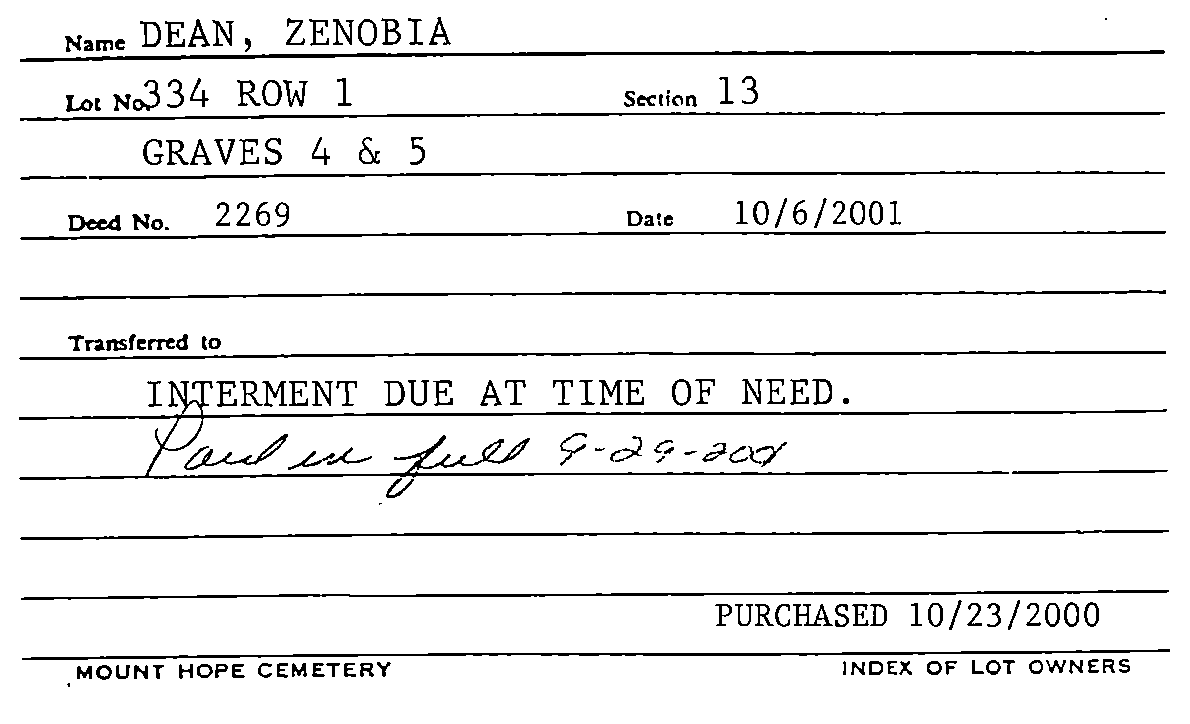 Name DEAN, ZENOBIA
Lot No. 334 ROW 1 Section 13
GRAVES 4 & 5
Deed No. 2269 Date 10/6/2001
Transferred to
INTERMENT DUE AT TIME OF NEED.
Paid in full 9-29-2001
PURCHASED 10/23/2000
MOUNT HOPE CEMETERY INDEX OF LOT OWNERS